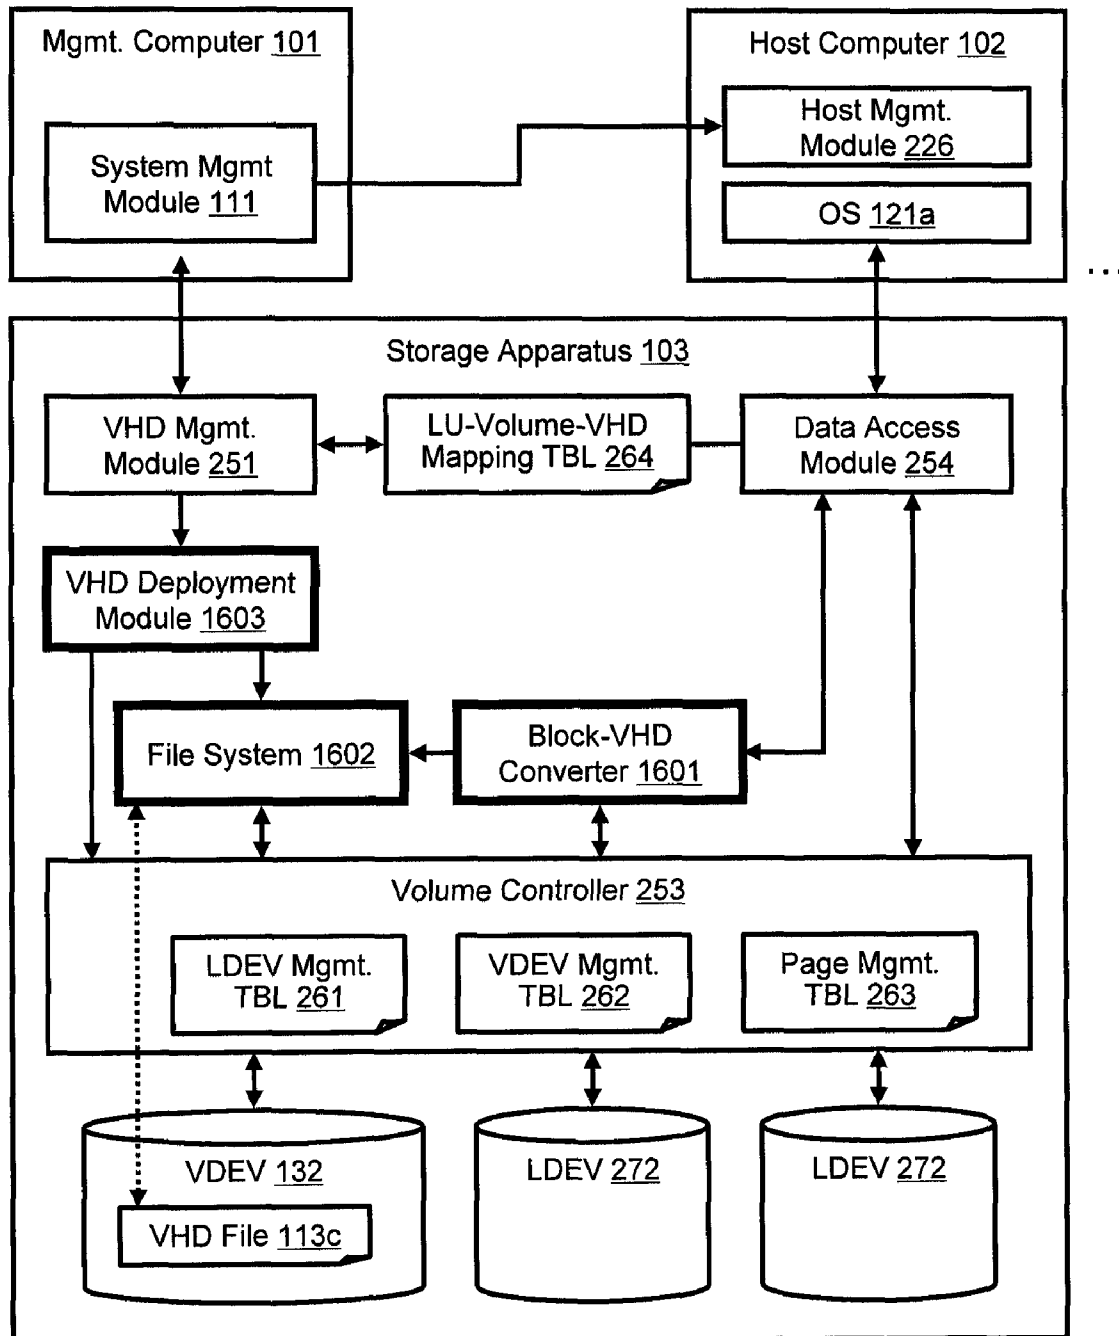 Mgmt. Computer 101
System Mgmt
Module 111
Host Computer 102
Host Mgmt.
Module 226
OS 121a
...
Storage Apparatus 103
VHD Mgmt.
Module 251
LU-Volume-VHD
Mapping TBL 264
Data Access
Module 254
VHD Deployment
Module 1603
File System 1602
Block-VHD
Converter 1601
Volume Controller 253
LDEV Mgmt.
TBL 261
VDEV Mgmt.
TBL 262
Page Mgmt.
TBL 263
VDEV 132
VHD File 113c
LDEV 272
LDEV 272